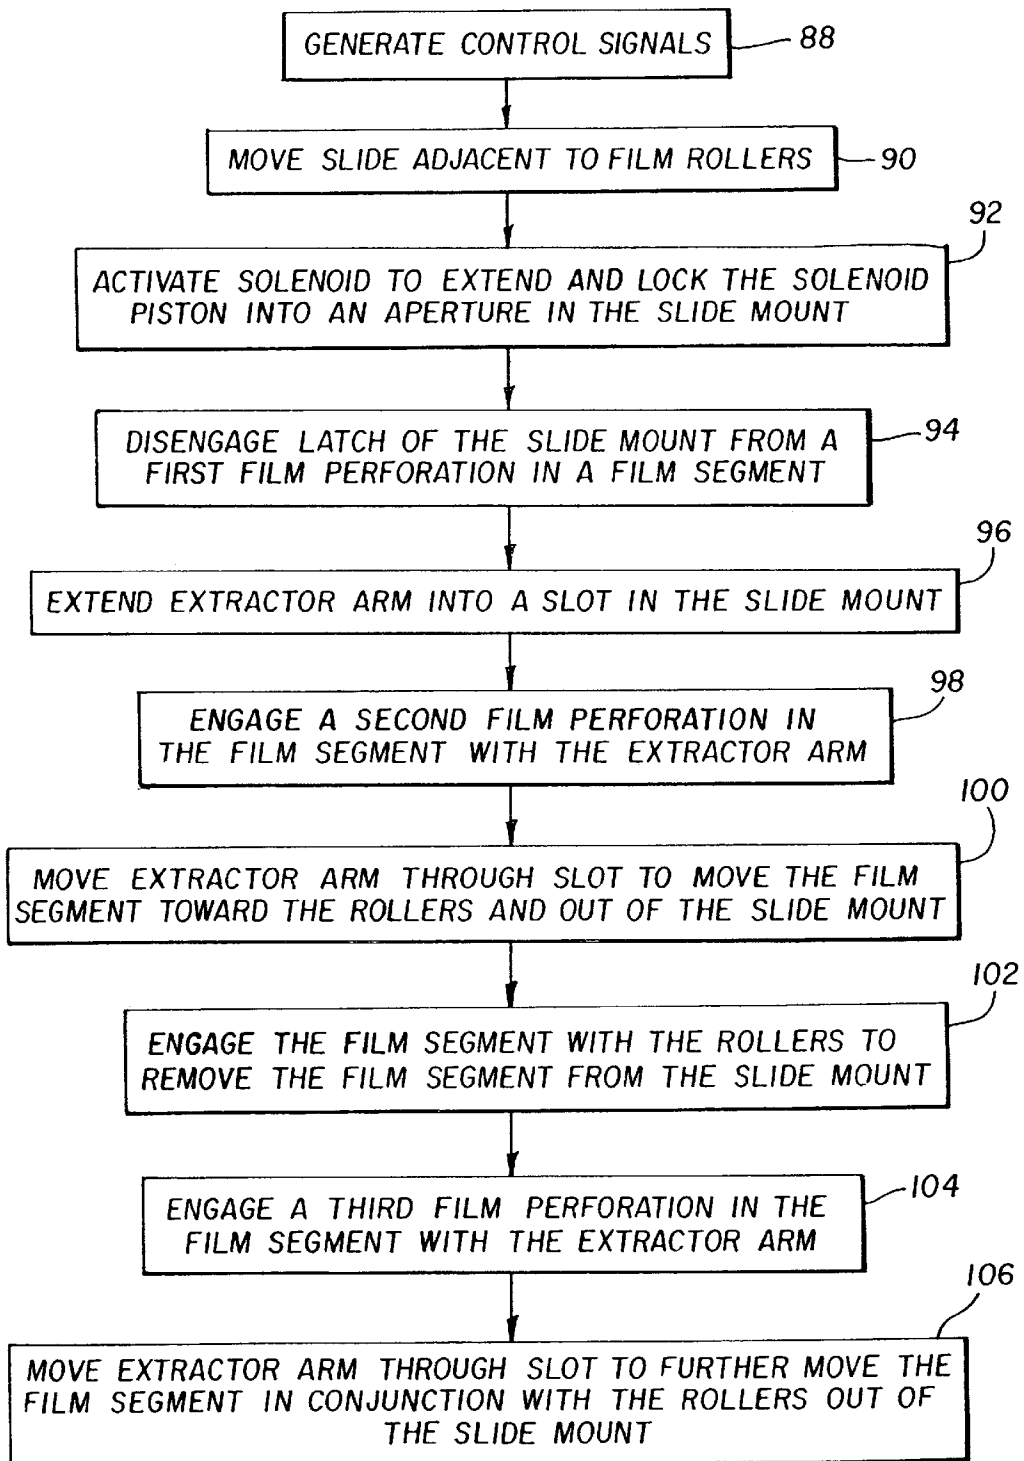 GENERATE CONTROL SIGNALS
88
MOVE SLIDE ADJACENT TO FILM ROLLERS
90
92
ACTIVATE SOLENOID TO EXTEND AND LOCK THE SOLENOID
PISTON INTO AN APERTURE IN THE SLIDE MOUNT
94
DISENGAGE LATCH OF THE SLIDE MOUNT FROM A
FIRST FILM PERFORATION IN A FILM SEGMENT
96
EXTEND EXTRACTOR ARM INTO A SLOT IN THE SLIDE MOUNT
98
ENGAGE A SECOND FILM PERFORATION IN
THE FILM SEGMENT WITH THE EXTRACTOR ARM
100
MOVE EXTRACTOR ARM THROUGH SLOT TO MOVE THE FILM
SEGMENT TOWARD THE ROLLERS AND OUT OF THE SLIDE MOUNT
102
ENGAGE THE FILM SEGMENT WITH THE ROLLERS TO
REMOVE THE FILM SEGMENT FROM THE SLIDE MOUNT
104
ENGAGE A THIRD FILM PERFORATION IN THE
FILM SEGMENT WITH THE EXTRACTOR ARM
106
MOVE EXTRACTOR ARM THROUGH SLOT TO FURTHER MOVE THE
FILM SEGMENT IN CONJUNCTION WITH THE ROLLERS OUT OF
THE SLIDE MOUNT